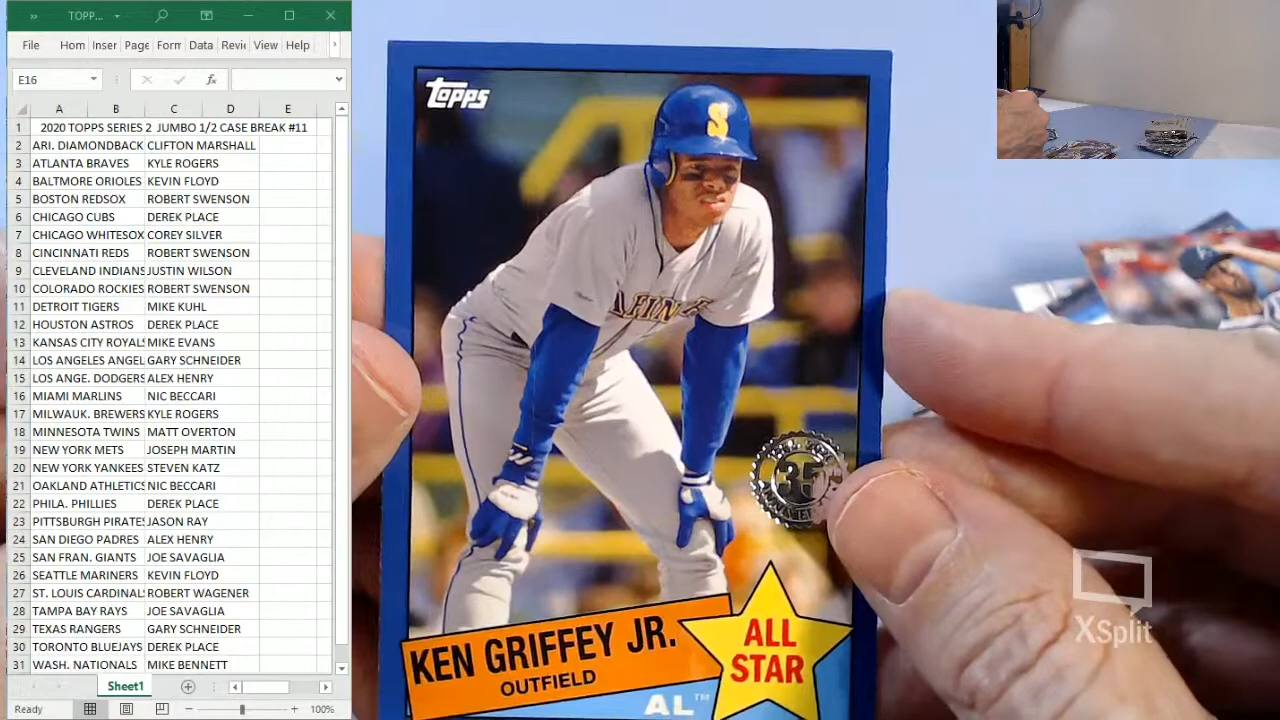 TOPP...
File Hom Inser Page Form Data Revi View Help
E16
fx
A B C D E
1 2020 TOPPS SERIES 2 JUMBO 1/2 CASE BREAK #11
2 ARI. DIAMONDBACK CLIFTON MARSHALL
3 ATLANTA BRAVES KYLE ROGERS
4 BALTMORE ORIOLES KEVIN FLOYD
5 BOSTON REDSOX ROBERT SWENSON
6 CHICAGO CUBS DEREK PLACE
7 CHICAGO WHITESOX COREY SILVER
8 CINCINNATI REDS ROBERT SWENSON
9 CLEVELAND INDIANS JUSTIN WILSON
10 COLORADO ROCKIES ROBERT SWENSON
11 DETROIT TIGERS MIKE KUHL
12 HOUSTON ASTROS DEREK PLACE
13 KANSAS CITY ROYALS MIKE EVANS
14 LOS ANGELES ANGEL GARY SCHNEIDER
15 LOS ANGE. DODGERS ALEX HENRY
16 MIAMI MARLINS NIC BECCARI
17 MILWAUK. BREWERS KYLE ROGERS
18 MINNESOTA TWINS MATT OVERTON
19 NEW YORK METS JOSEPH MARTIN
20 NEW YORK YANKEES STEVEN KATZ
21 OAKLAND ATHLETICS NIC BECCARI
22 PHILA. PHILLIES DEREK PLACE
23 PITTSBURGH PIRATES JASON RAY
24 SAN DIEGO PADRES ALEX HENRY
25 SAN FRAN. GIANTS JOE SAVAGLIA
26 SEATTLE MARINERS KEVIN FLOYD
27 ST. LOUIS CARDINAL ROBERT WAGENER
28 TAMPA BAY RAYS JOE SAVAGLIA
29 TEXAS RANGERS GARY SCHNEIDER
30 TORONTO BLUEJAYS DEREK PLACE
31 WASH. NATIONALS MIKE BENNETT
Sheet1
Ready
100%
Topps
S
35
KEN GRIFFEY JR.
OUTFIELD
ALL
STAR
AL™
XSplit